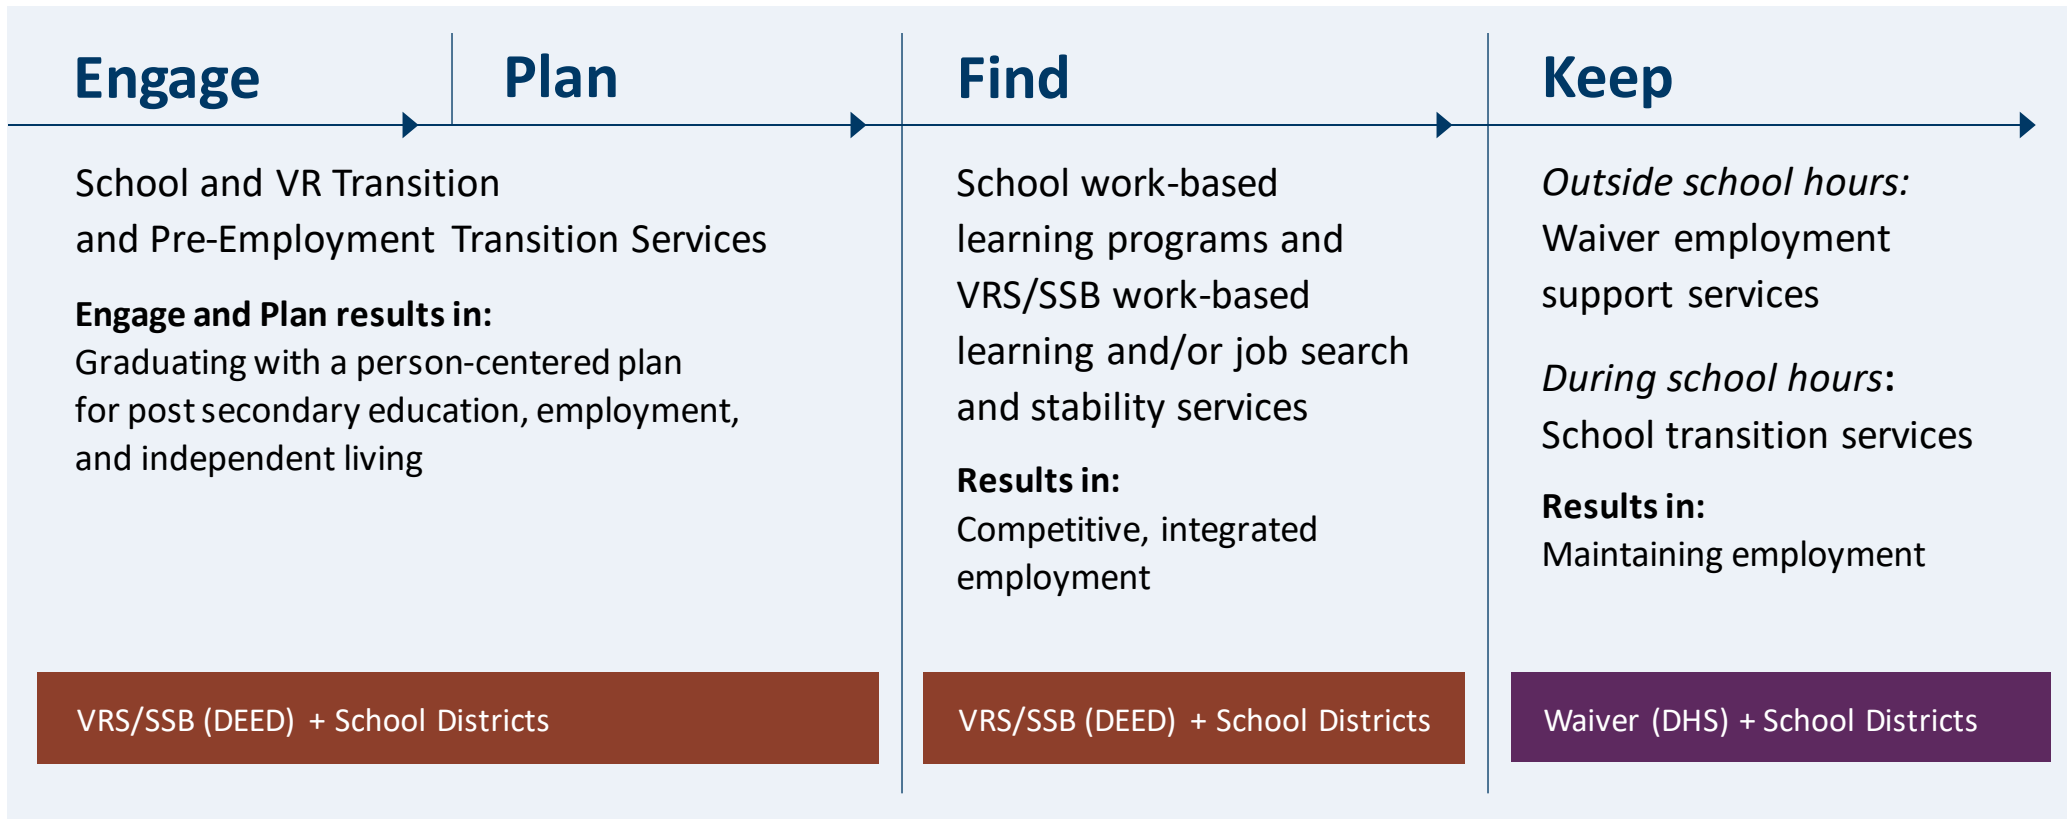 Engage
Plan
School and VR Transition
and Pre-Employment Transition Services
Engage and Plan results in:
Graduating with a person-centered plan
for post secondary education, employment,
and independent living
VRS/SSB (DEED) + School Districts
Find
School work-based
learning programs and
VRS/SSB work-based
learning and/or job search
and stability services
Results in:
Competitive, integrated
employment
VRS/SSB (DEED) + School Districts
Keep
Outside school hours:
Waiver employment
support services
During school hours:
School transition services
Results in:
Maintaining employment
Waiver (DHS) + School Districts